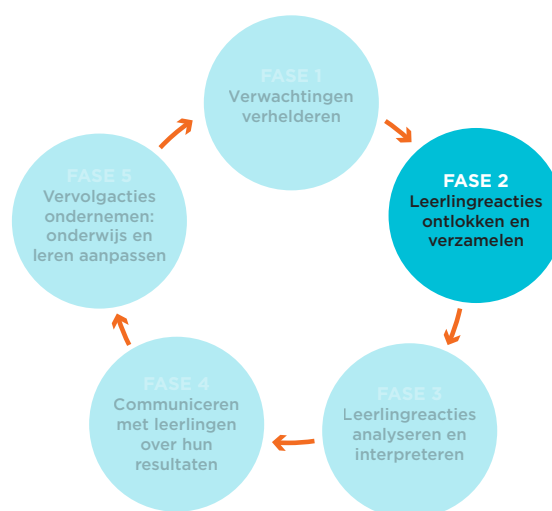 FASE 1
Verwachtingen
verhelderen
FASE 2
Leerlingreacties
ontlokken en
verzamelen
FASE 3
Leerlingreacties
analyseren en
interpreteren
FASE 4
Communiceren
met leerlingen
over hun
resultaten
FASE 5
Vervolgacties
ondernemen:
onderwijs en
leren aanpassen